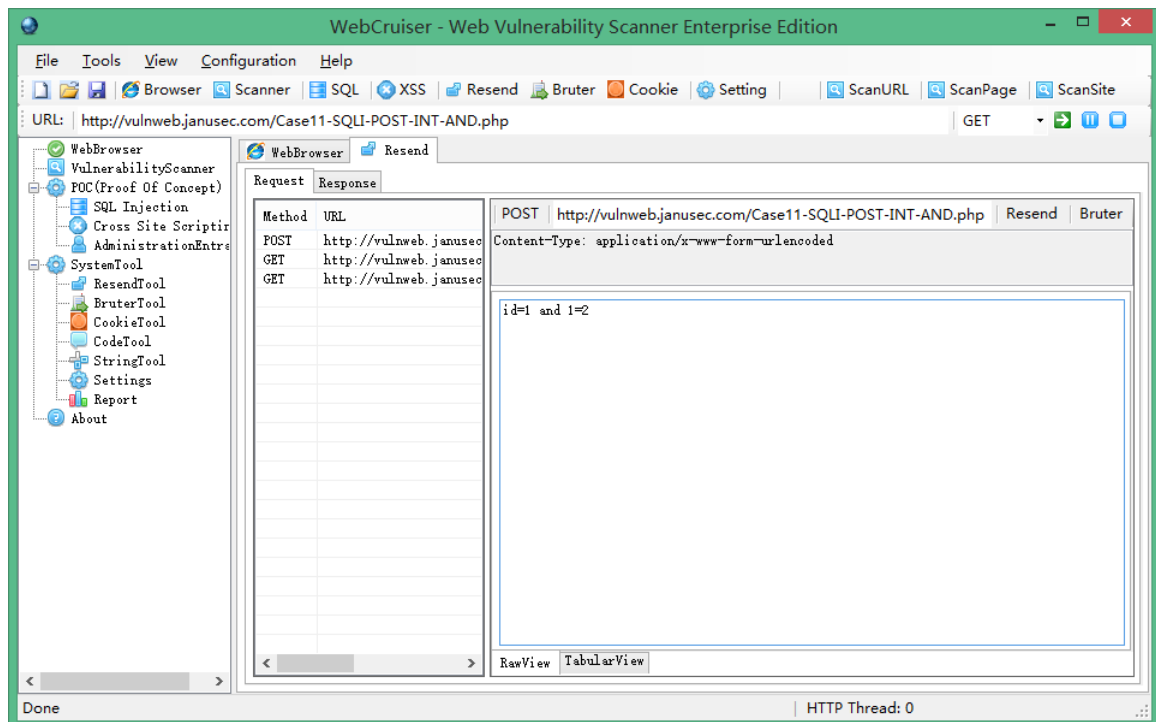 WebCruiser - Web Vulnerability Scanner Enterprise Edition
File Tools View Configuration Help
Browser Scanner SQL XSS Resend Bruter Cookie Setting ScanURL ScanPage ScanSite
URL: http://vulnweb.janusec.com/Case11-SQLI-POST-INT-AND.php GET
WebBrowser
VulnerabilityScanner
POC(Proof Of Concept)
SQL Injection
Cross Site Scriptin
AdministrationEntra
SystemTool
ResendTool
BruterTool
CookieTool
CodeTool
StringTool
Settings
Report
About
WebBrowser Resend
Request Response
Method URL
POST http://vulnweb.janusec
GET http://vulnweb.janusec
GET http://vulnweb.janusec
POST http://vulnweb.janusec.com/Case11-SQLI-POST-INT-AND.php Resend Bruter
Content-Type: application/x-www-form-urlencoded
id=1 and 1=2
RawView TabularView
Done HTTP Thread: 0